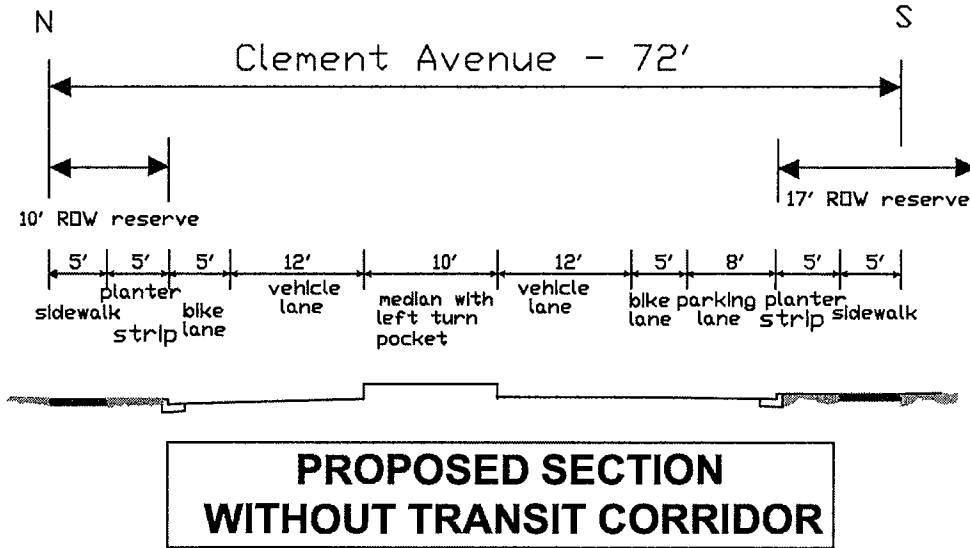 N S
Clement Avenue - 72'
10' ROW reserve
17' ROW reserve
5' 5' 5' 12' 10' 12' 5' 8' 5' 5'
sidewalk
planter
strip
bike
lane
vehicle
lane
median with
left turn
pocket
vehicle
lane
bike
lane
parking
lane
planter
strip
sidewalk
PROPOSED SECTION
WITHOUT TRANSIT CORRIDOR